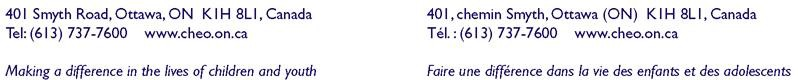 401 Smyth Road, Ottawa, ON  K1H 8L1, Canada
Tel: (613) 737-7600    www.cheo.on.ca
Making a difference in the lives of children and youth
401, chemin Smyth, Ottawa (ON)  K1H 8L1, Canada
Tél. : (613) 737-7600    www.cheo.on.ca
Faire une différence dans la vie des enfants et des adolescents